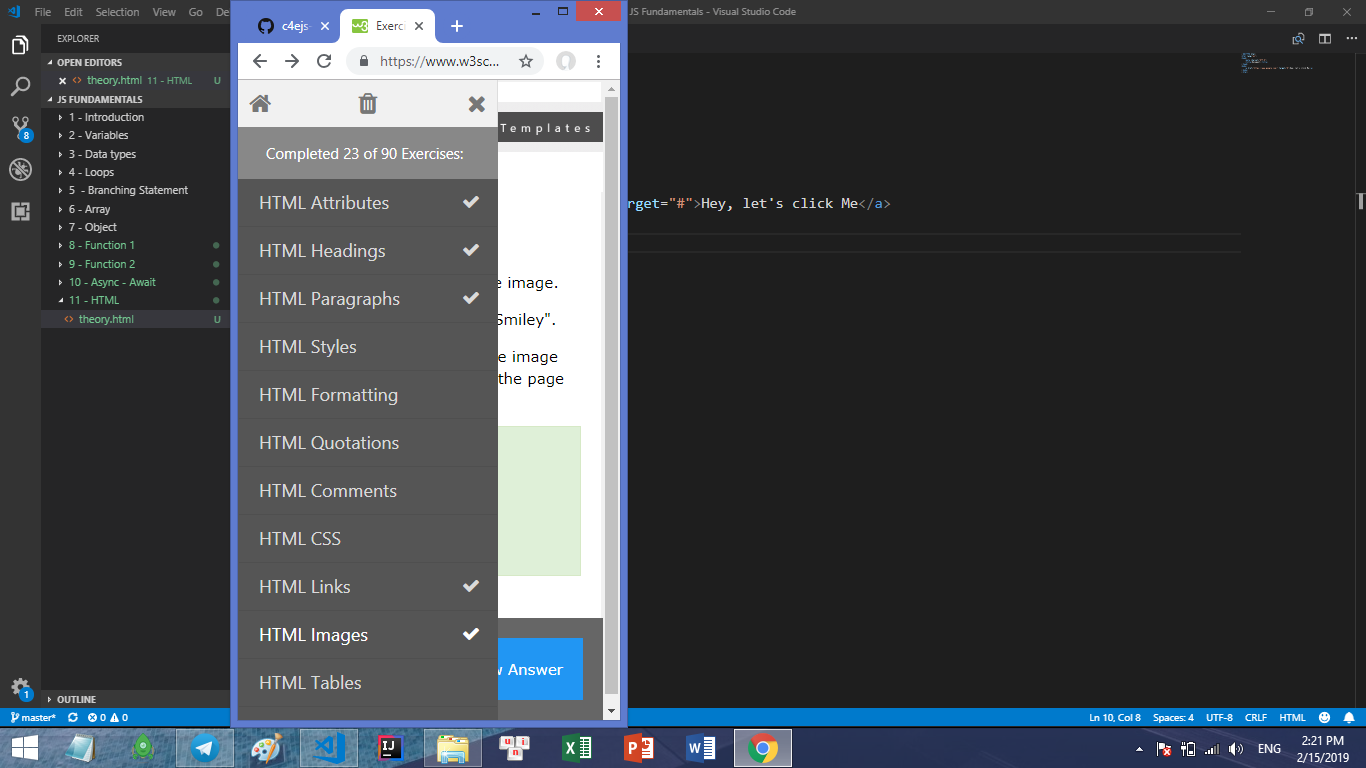 File Edit Selection View Go De
JS Fundamentals - Visual Studio Code
EXPLORER
OPEN EDITORS
theory.html 11 - HTML U
JS FUNDAMENTALS
1 - Introduction
2 - Variables
3 - Data types
4 - Loops
5 - Branching Statement
6 - Array
7 - Object
8 - Function 1
9 - Function 2
10 - Async - Await
11 - HTML
theory.html U
8
1
OUTLINE
c4ejs-
Exerci
https://www.w3sc...
Templates
Completed 23 of 90 Exercises:
HTML Attributes
HTML Headings
HTML Paragraphs
HTML Styles
HTML Formatting
HTML Quotations
HTML Comments
HTML CSS
HTML Links
HTML Images
HTML Tables
e image.
Smiley".
e image
the page
w Answer
rget="#">Hey, let's click Me</a>
master* 0 0
Ln 10, Col 8 Spaces: 4 UTF-8 CRLF HTML
ENG
2:21 PM
2/15/2019